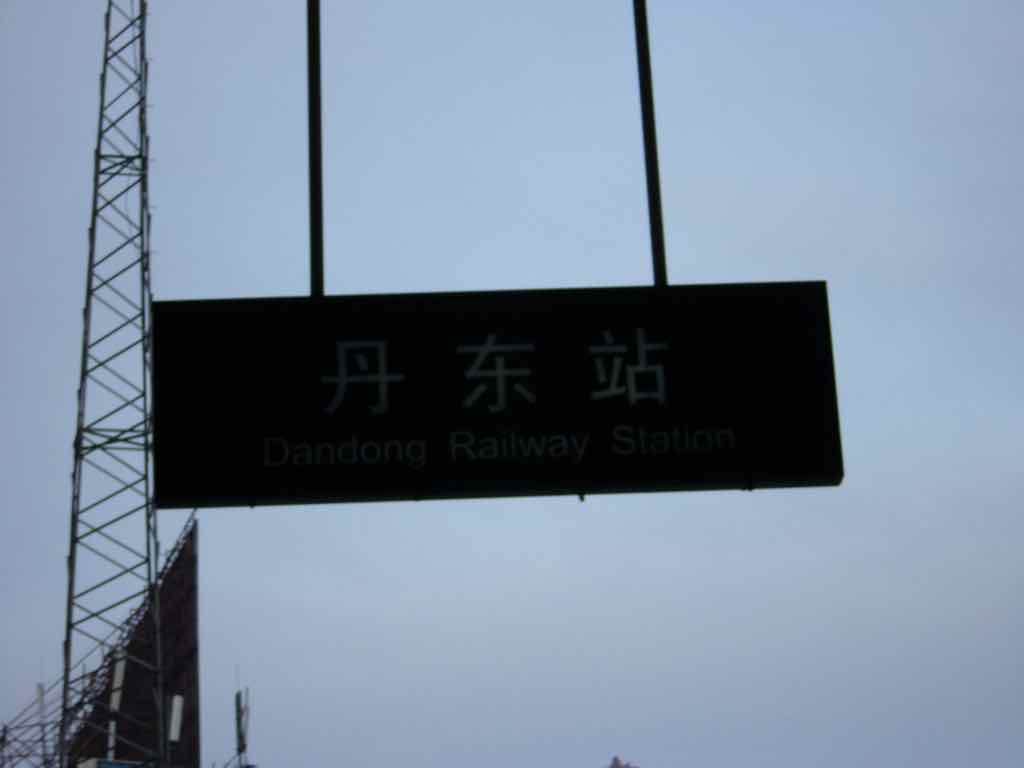 丹东站
Dandong Railway Station